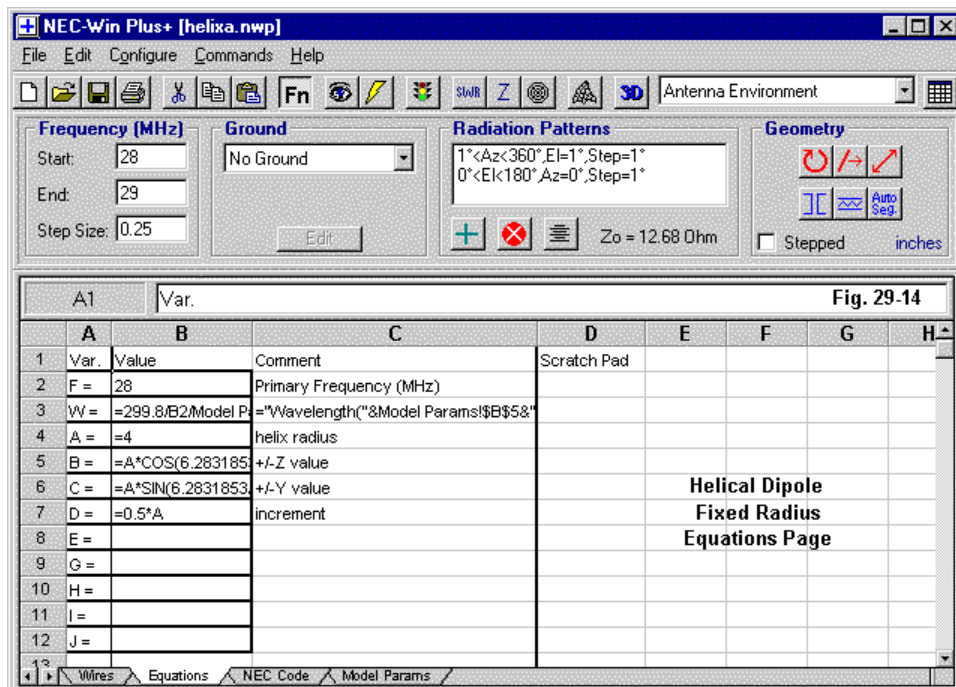 NEC-Win Plus+ [helixa.nwp]
File Edit Configure Commands Help
Fn SWR Z 3D Antenna Environment
Frequency (MHz) Ground Radiation Patterns Geometry
Start: 28 No Ground 1°<Az<360°,El=1°,Step=1°
0°<El<180°,Az=0°,Step=1°
End: 29
Auto Seg.
Step Size: 0.25 Edit Zo = 12.68 Ohm Stepped inches
A1 Var. Fig. 29-14
A B C D E F G H
1 Var. Value Comment Scratch Pad
2 F = 28 Primary Frequency (MHz)
3 W = =299.8/B2/Model Pa ="Wavelength("&Model Params!$B$5&"
4 A = =4 helix radius
5 B = =A*COS(6.2831853 +/-Z value
6 C = =A*SIN(6.2831853, +/-Y value Helical Dipole
7 D = =0.5*A increment Fixed Radius
8 E = Equations Page
9 G =
10 H =
11 I =
12 J =
13
Wires Equations NEC Code Model Params